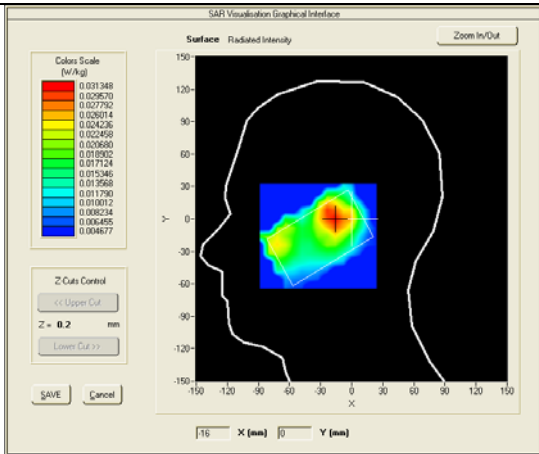 SAR Visualisation Graphical Interface
Surface Radiated Intensity
Zoom In/Out
Colors Scale
(W/kg)
0.031348
0.029570
0.027792
0.026014
0.024236
0.022458
0.020680
0.018902
0.017124
0.015346
0.013568
0.011790
0.010012
0.008234
0.006455
0.004677
Z-Cuts Control
<< Upper Cut
Z = 0.2 mm
Lower Cut >>
SAVE Cancel
150
120
90
60
30
0
-30
-60
-90
-120
-150
Y
-150 -120 -90 -60 -30 0 30 60 90 120 150
X
-16 X (mm) 0 Y (mm)